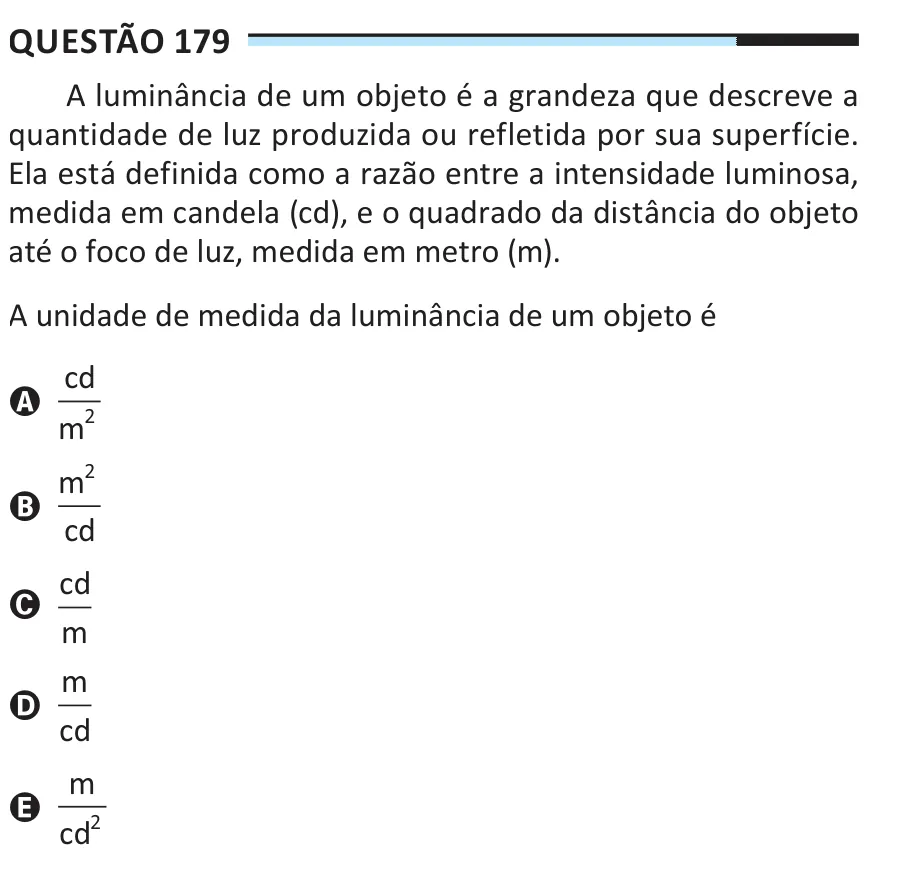 QUESTÃO 179
A luminância de um objeto é a grandeza que descreve a
quantidade de luz produzida ou refletida por sua superfície.
Ela está definida como a razão entre a intensidade luminosa,
medida em candela (cd), e o quadrado da distância do objeto
até o foco de luz, medida em metro (m).
A unidade de medida da luminância de um objeto é
A cd/m²
B m²/cd
C cd/m
D m/cd
E m/cd²